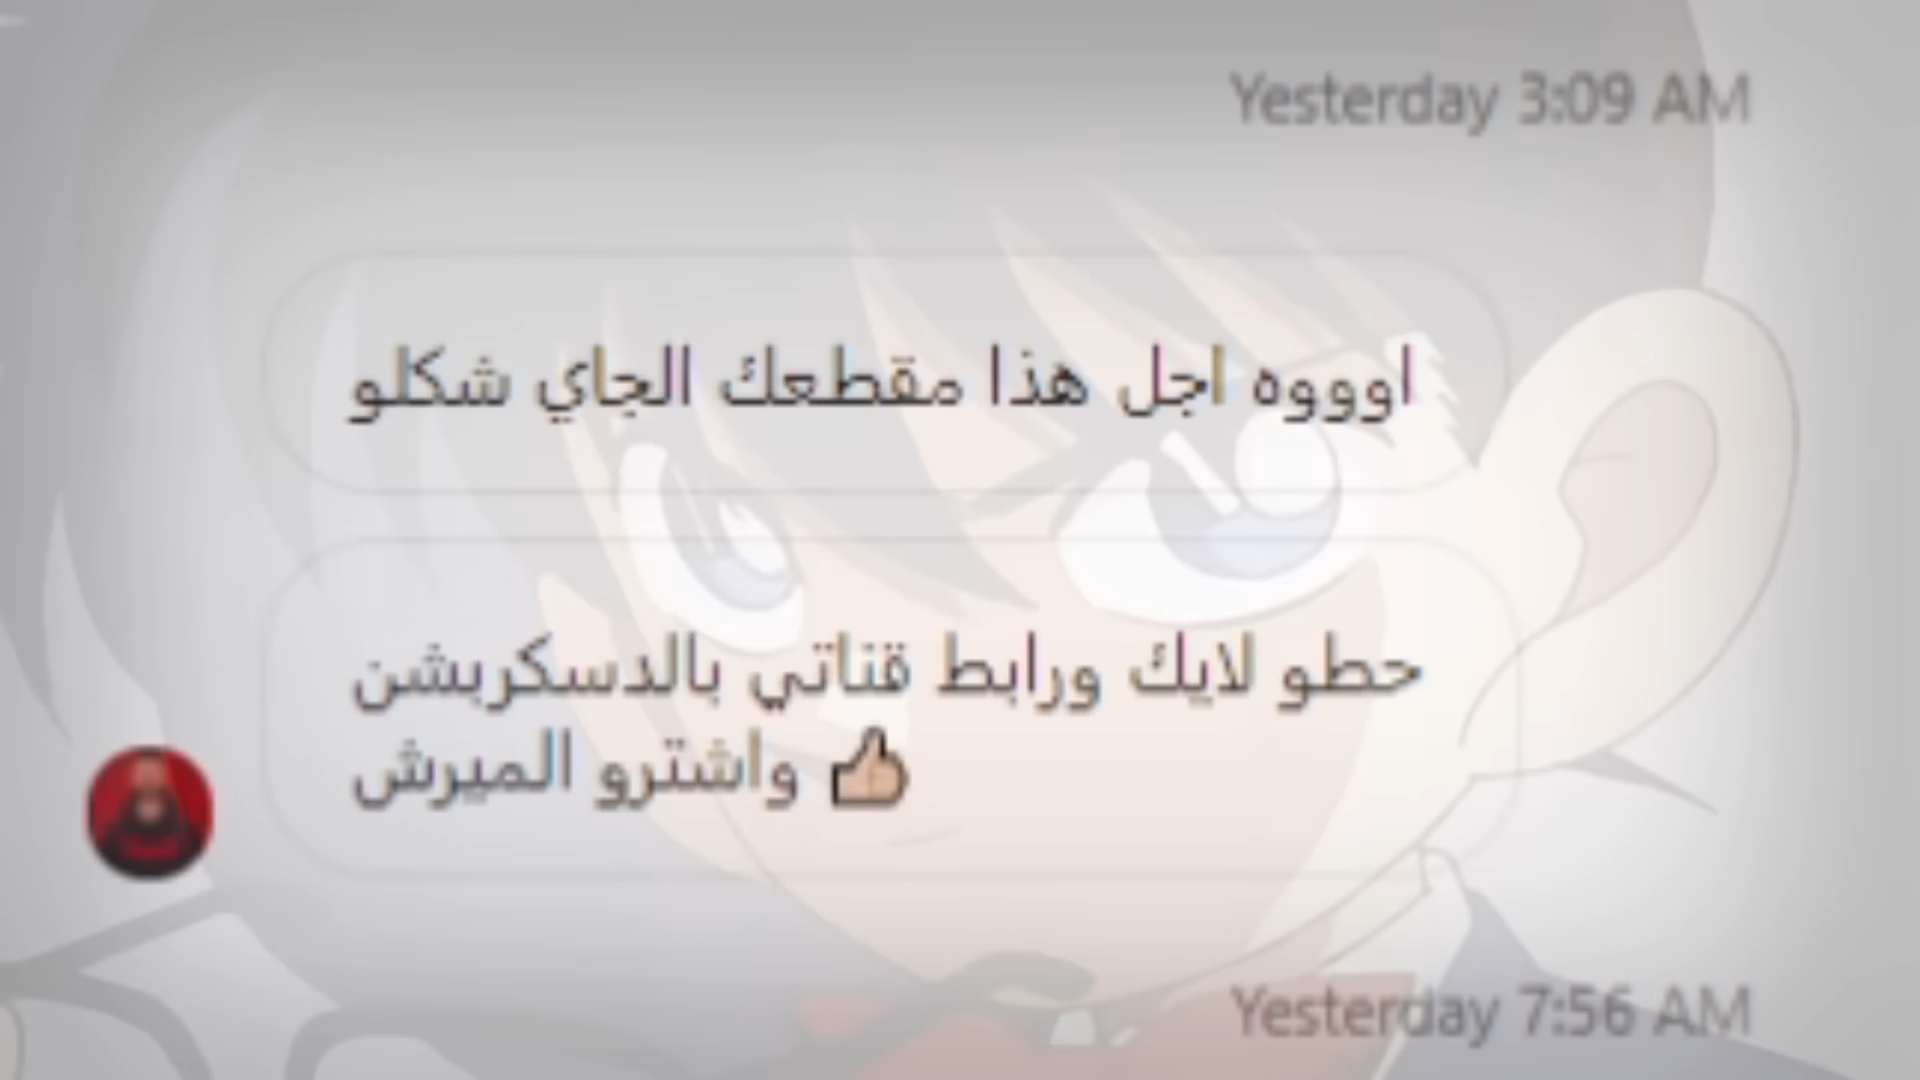 Yesterday 3:09 AM
اوووه اجل هذا مقطعك الجاي شكلو
حطو لايك ورابط قناتي بالدسكربشن
👍🏼 واشترو الميرش
Yesterday 7:56 AM